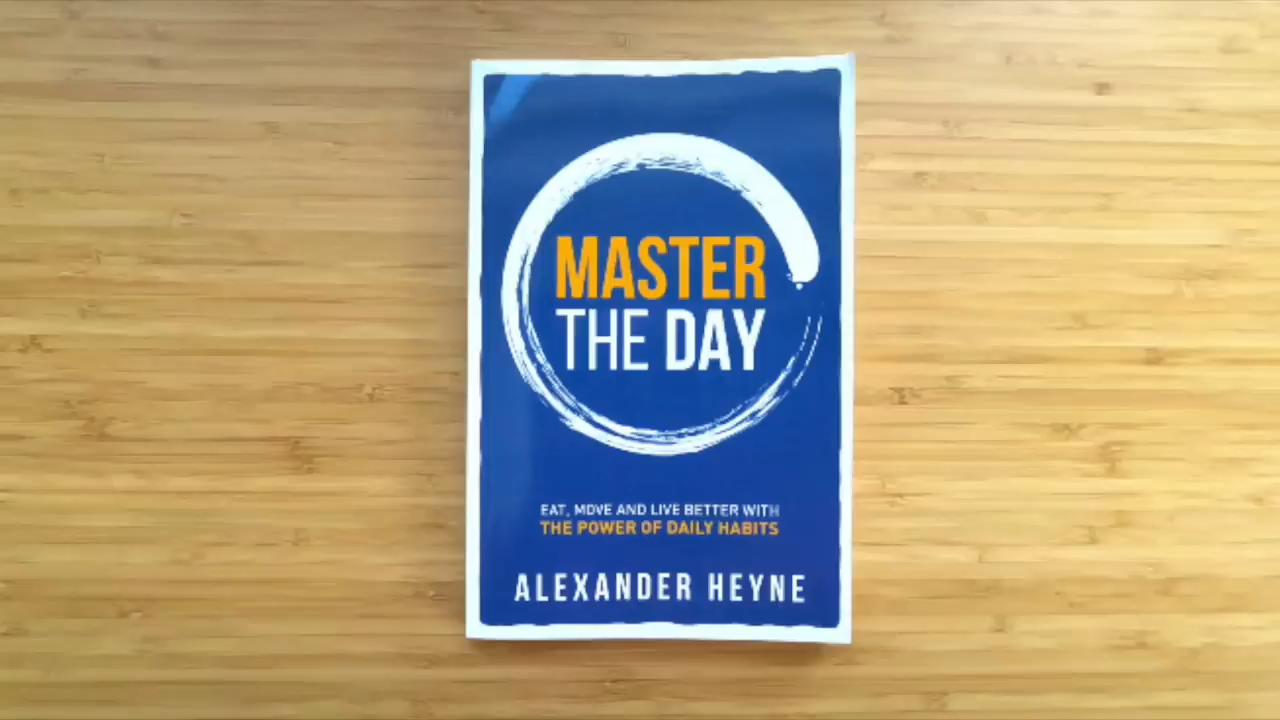 MASTER
THE DAY
EAT, MOVE AND LIVE BETTER WITH
THE POWER OF DAILY HABITS
ALEXANDER HEYNE